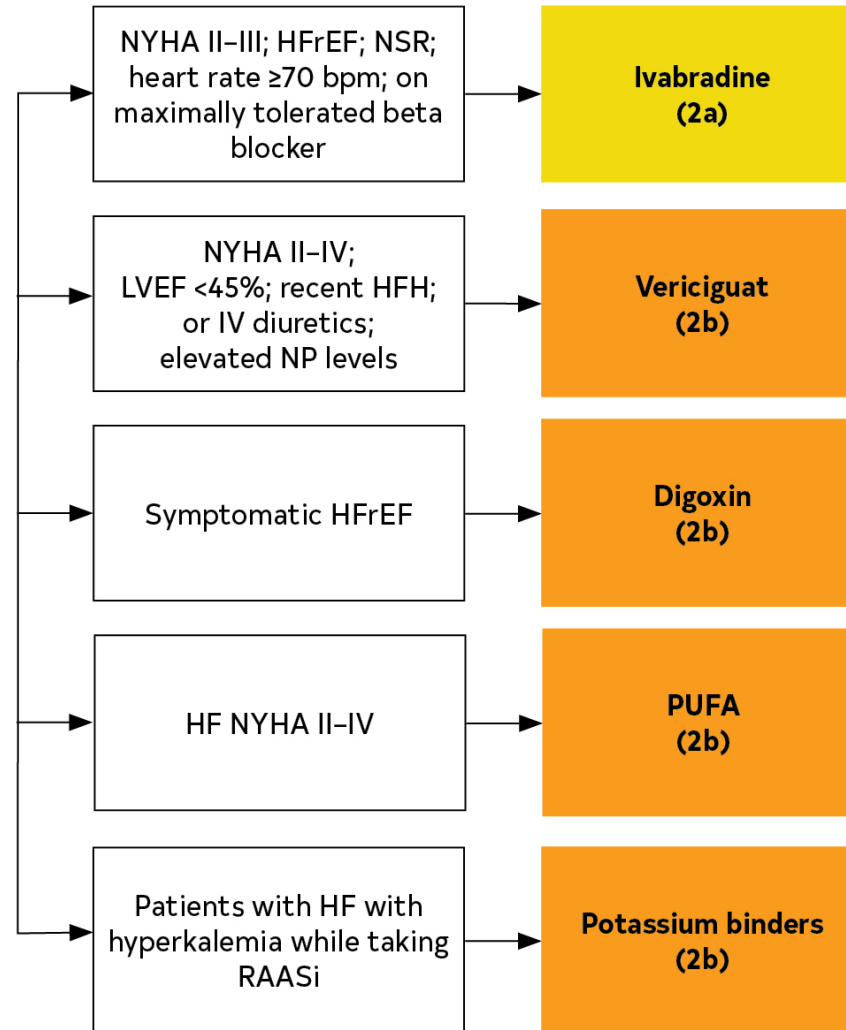 NYHA II–III; HFrEF; NSR;
heart rate ≥70 bpm; on
maximally tolerated beta
blocker
Ivabradine
(2a)
NYHA II–IV;
LVEF <45%; recent HFH;
or IV diuretics;
elevated NP levels
Vericiguat
(2b)
Symptomatic HFrEF
Digoxin
(2b)
HF NYHA II–IV
PUFA
(2b)
Patients with HF with
hyperkalemia while taking
RAASi
Potassium binders
(2b)